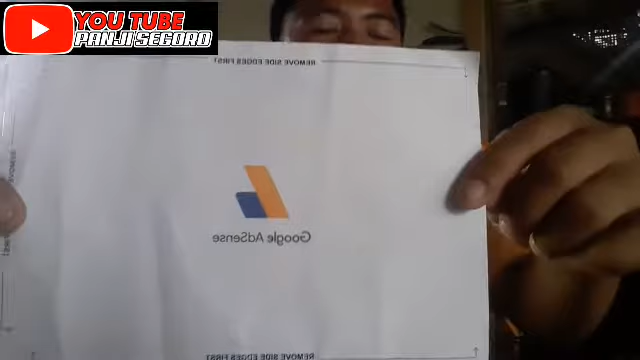 YOU TUBE
PANJI SEGORO
REMOVE SIDE EDGES FIRST
Google AdSense
REMOVE SIDE EDGES FIRST